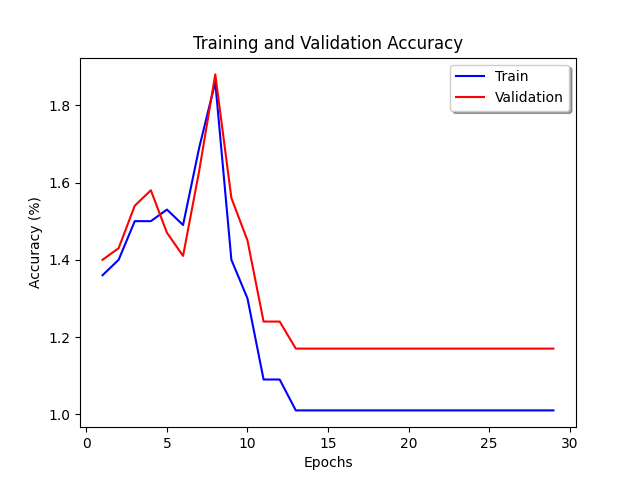 Training and Validation Accuracy
Train
Validation
Accuracy (%)
1.8
1.6
1.4
1.2
1.0
0 5 10 15 20 25 30
Epochs